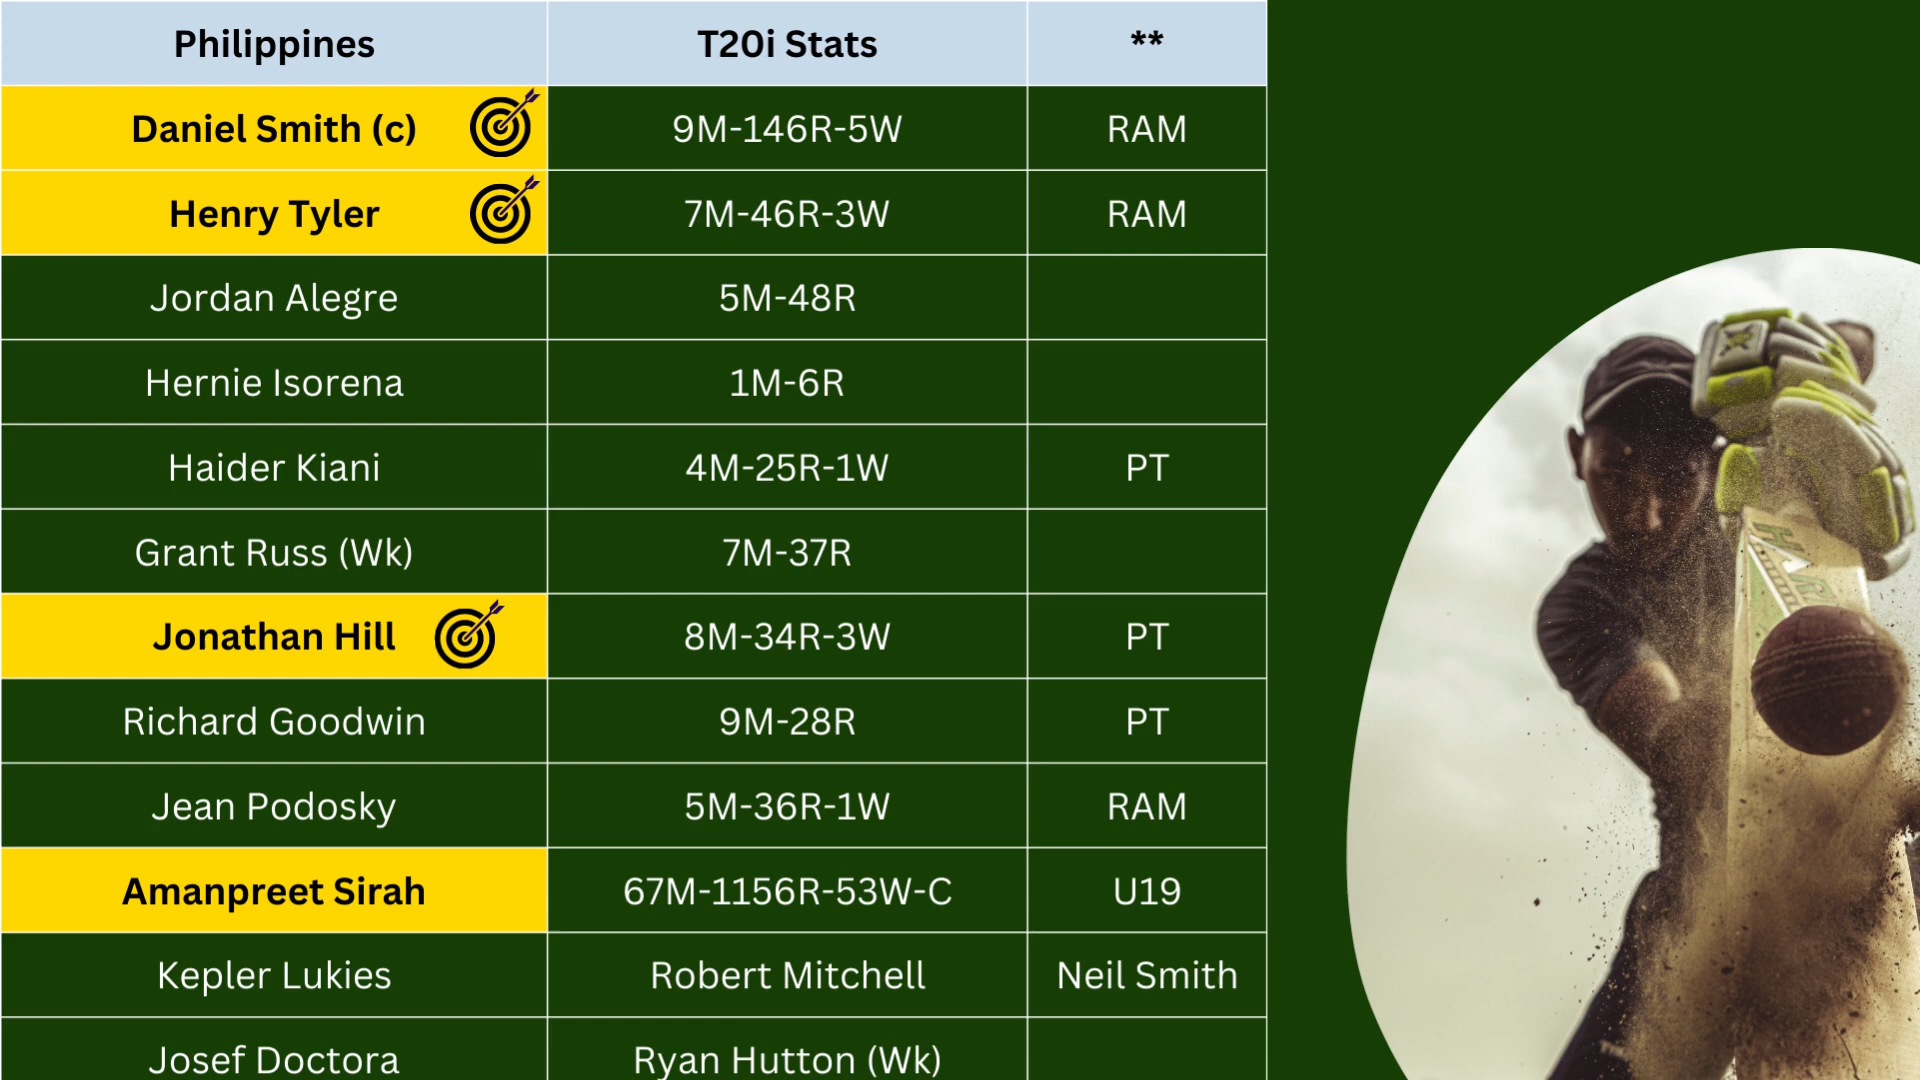 Philippines T20i Stats **
Daniel Smith (c) 9M-146R-5W RAM
Henry Tyler 7M-46R-3W RAM
Jordan Alegre 5M-48R
Hernie Isorena 1M-6R
Haider Kiani 4M-25R-1W PT
Grant Russ (Wk) 7M-37R
Jonathan Hill 8M-34R-3W PT
Richard Goodwin 9M-28R PT
Jean Podosky 5M-36R-1W RAM
Amanpreet Sirah 67M-1156R-53W-C U19
Kepler Lukies Robert Mitchell Neil Smith
Josef Doctora Ryan Hutton (Wk)